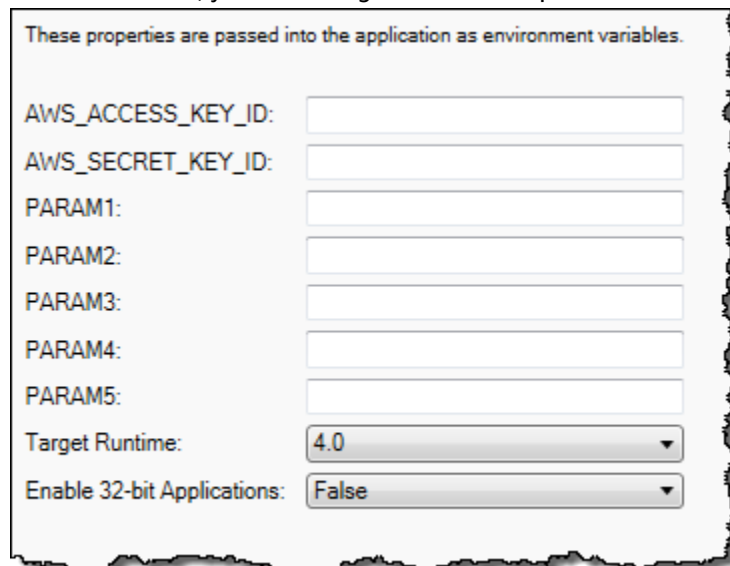 These properties are passed into the application as environment variables.
AWS_ACCESS_KEY_ID:
AWS_SECRET_KEY_ID:
PARAM1:
PARAM2:
PARAM3:
PARAM4:
PARAM5:
Target Runtime: 4.0
Enable 32-bit Applications: False